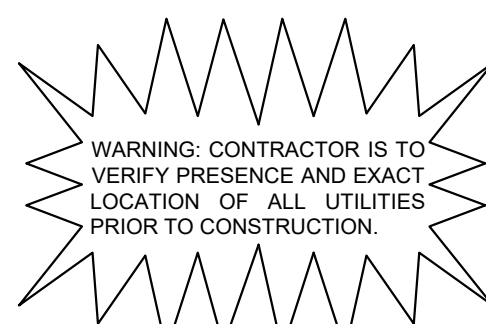 WARNING: CONTRACTOR IS TO
VERIFY PRESENCE AND EXACT
LOCATION OF ALL UTILITIES
PRIOR TO CONSTRUCTION.